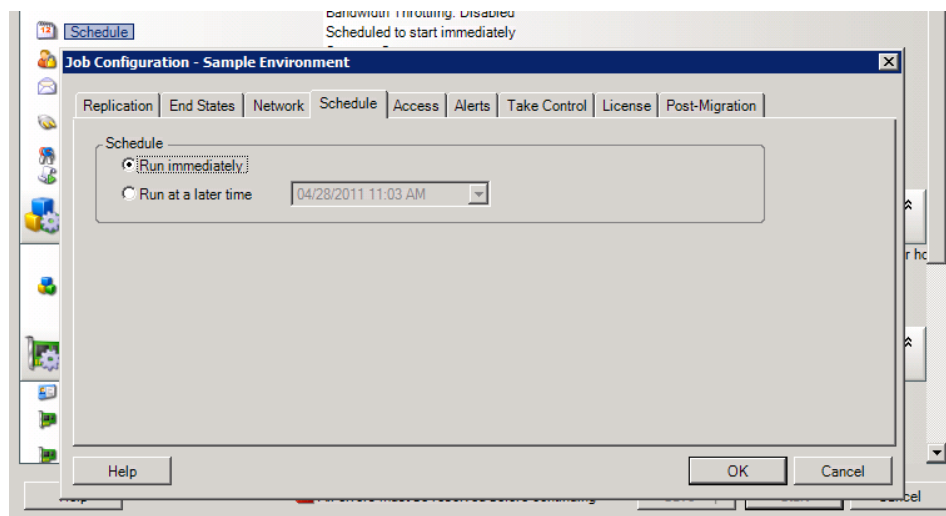 Bandwidth Throttling: Disabled
12 Schedule Scheduled to start immediately
Job Configuration - Sample Environment
Replication End States Network Schedule Access Alerts Take Control License Post-Migration
Schedule
Run immediately
Run at a later time 04/28/2011 11:03 AM
r ho
Help OK Cancel